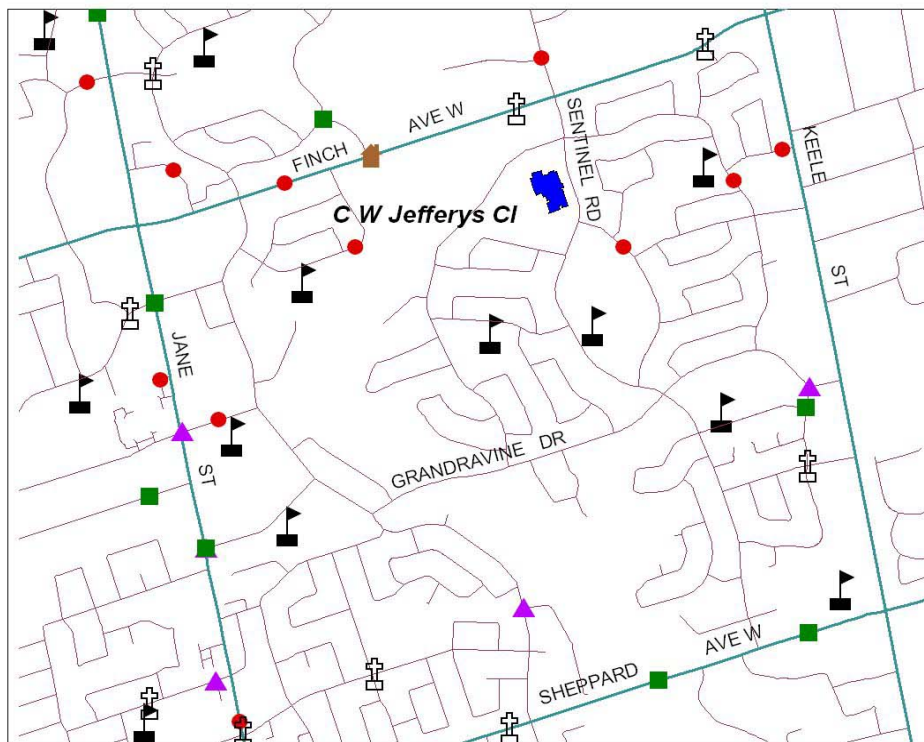 AVE W
FINCH
SENTINEL RD
KEELE
C W Jefferys CI
ST
JANE
GRANDRAVINE DR
ST
AVE W
SHEPPARD